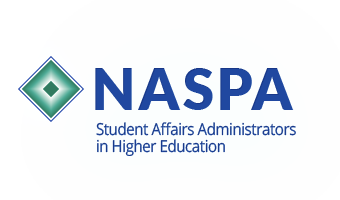 NASPA
Student Affairs Administrators
in Higher Education